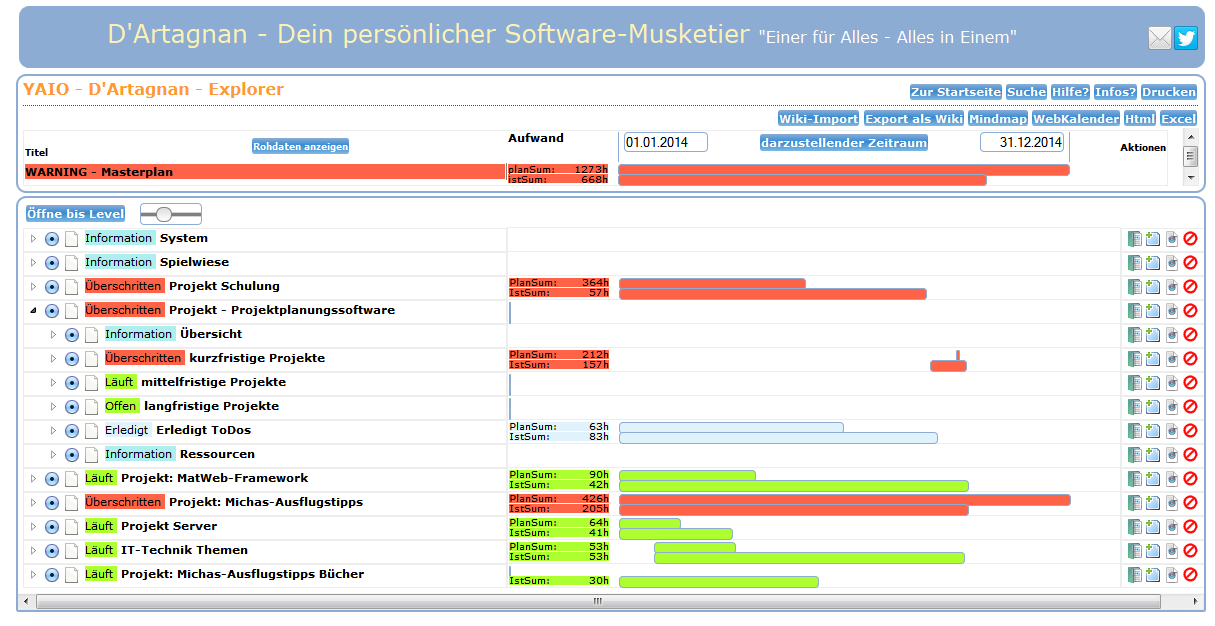 D'Artagnan - Dein persönlicher Software-Musketier "Einer für Alles - Alles in Einem"
YAIO - D'Artagnan - Explorer
Zur Startseite Suche Hilfe? Infos? Drucken
Wiki-Import Export als Wiki Mindmap WebKalender Html Excel
Titel Rohdaten anzeigen Aufwand 01.01.2014 darzustellender Zeitraum 31.12.2014 Aktionen
WARNING - Masterplan planSum: 1273h
istSum: 668h
Öffne bis Level
Information System
Information Spielwiese
Überschritten Projekt Schulung PlanSum: 364h
IstSum: 57h
Überschritten Projekt - Projektplanungssoftware
Information Übersicht
Überschritten kurzfristige Projekte PlanSum: 212h
IstSum: 157h
Läuft mittelfristige Projekte
Offen langfristige Projekte
Erledigt Erledigt ToDos PlanSum: 63h
IstSum: 83h
Information Ressourcen
Läuft Projekt: MatWeb-Framework PlanSum: 90h
IstSum: 42h
Überschritten Projekt: Michas-Ausflugstipps PlanSum: 426h
IstSum: 205h
Läuft Projekt Server PlanSum: 64h
IstSum: 41h
Läuft IT-Technik Themen PlanSum: 53h
IstSum: 53h
Läuft Projekt: Michas-Ausflugstipps Bücher IstSum: 30h